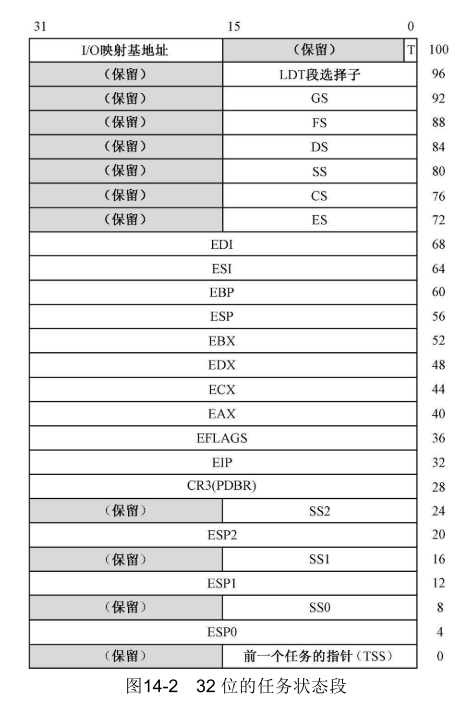 31 15 0
I/O映射基地址 （保留） T 100
（保留） LDT段选择子 96
（保留） GS 92
（保留） FS 88
（保留） DS 84
（保留） SS 80
（保留） CS 76
（保留） ES 72
EDI 68
ESI 64
EBP 60
ESP 56
EBX 52
EDX 48
ECX 44
EAX 40
EFLAGS 36
EIP 32
CR3(PDBR) 28
（保留） SS2 24
ESP2 20
（保留） SS1 16
ESP1 12
（保留） SS0 8
ESP0 4
（保留） 前一个任务的指针（TSS） 0
图14-2 32 位的任务状态段